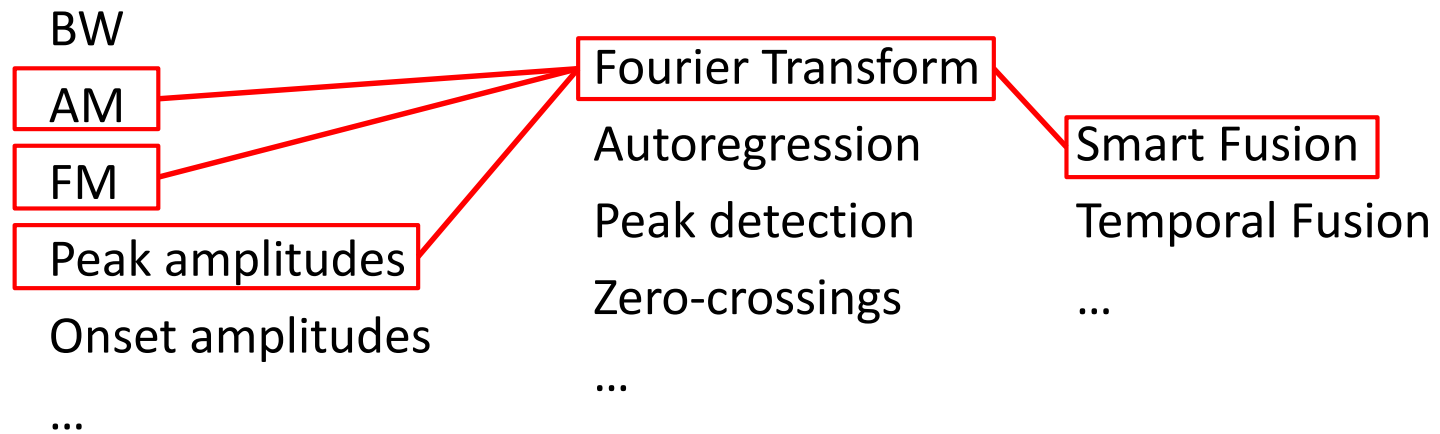 BW
AM
FM
Peak amplitudes
Onset amplitudes
...
Fourier Transform
Autoregression
Peak detection
Zero-crossings
...
Smart Fusion
Temporal Fusion
...